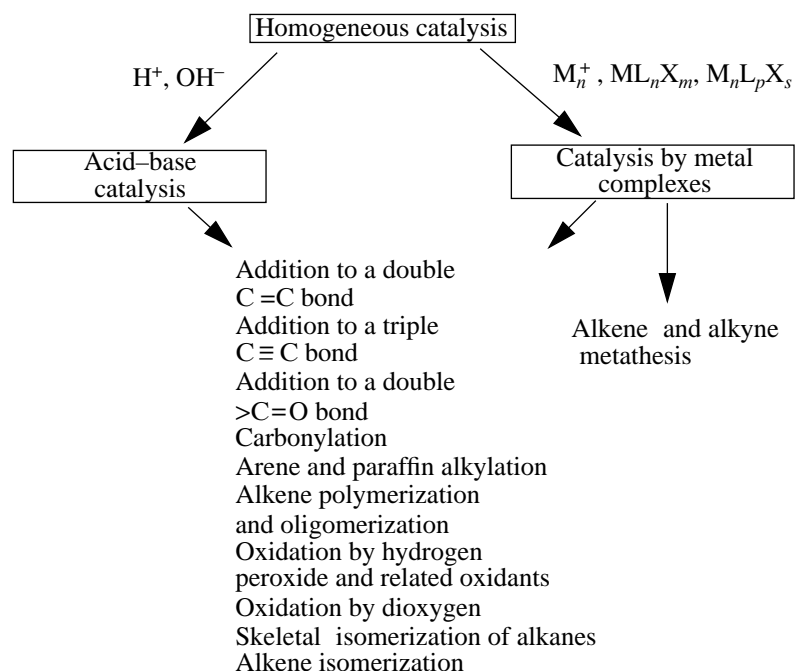 Homogeneous catalysis
H⁺, OH⁻
Mₙ⁺ , MLₙXₘ, MₙLₚXₛ
Acid–base
catalysis
Catalysis by metal
complexes
Addition to a double
C =C bond
Addition to a triple
C ≡ C bond
Addition to a double
>C=O bond
Carbonylation
Arene and paraffin alkylation
Alkene polymerization
and oligomerization
Oxidation by hydrogen
peroxide and related oxidants
Oxidation by dioxygen
Skeletal isomerization of alkanes
Alkene isomerization
Alkene and alkyne
metathesis